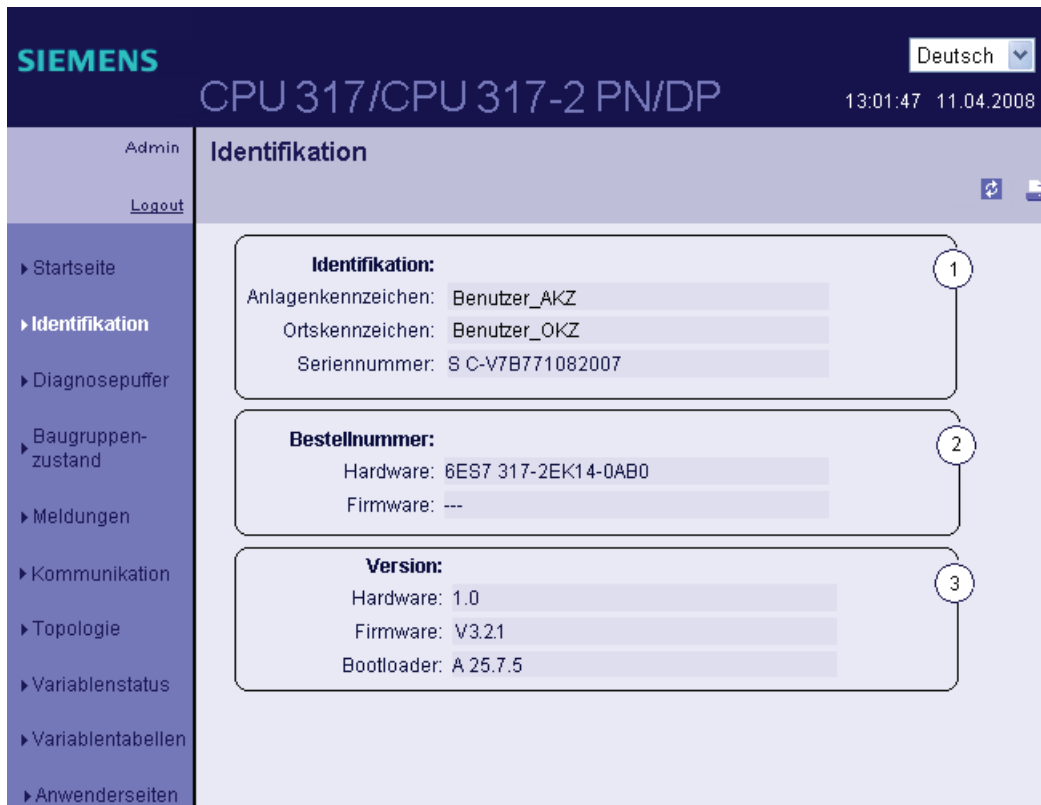 SIEMENS
Deutsch
CPU 317/CPU 317-2 PN/DP
13:01:47 11.04.2008
Admin
Logout
Identifikation
Startseite
Identifikation
Diagnosepuffer
Baugruppen-
zustand
Meldungen
Kommunikation
Topologie
Variablenstatus
Variablentabellen
Anwenderseiten
Identifikation:
1
Anlagenkennzeichen: Benutzer_AKZ
Ortskennzeichen: Benutzer_OKZ
Seriennummer: S C-V7B771082007
Bestellnummer:
2
Hardware: 6ES7 317-2EK14-0AB0
Firmware: ---
Version:
3
Hardware: 1.0
Firmware: V3.2.1
Bootloader: A 25.7.5